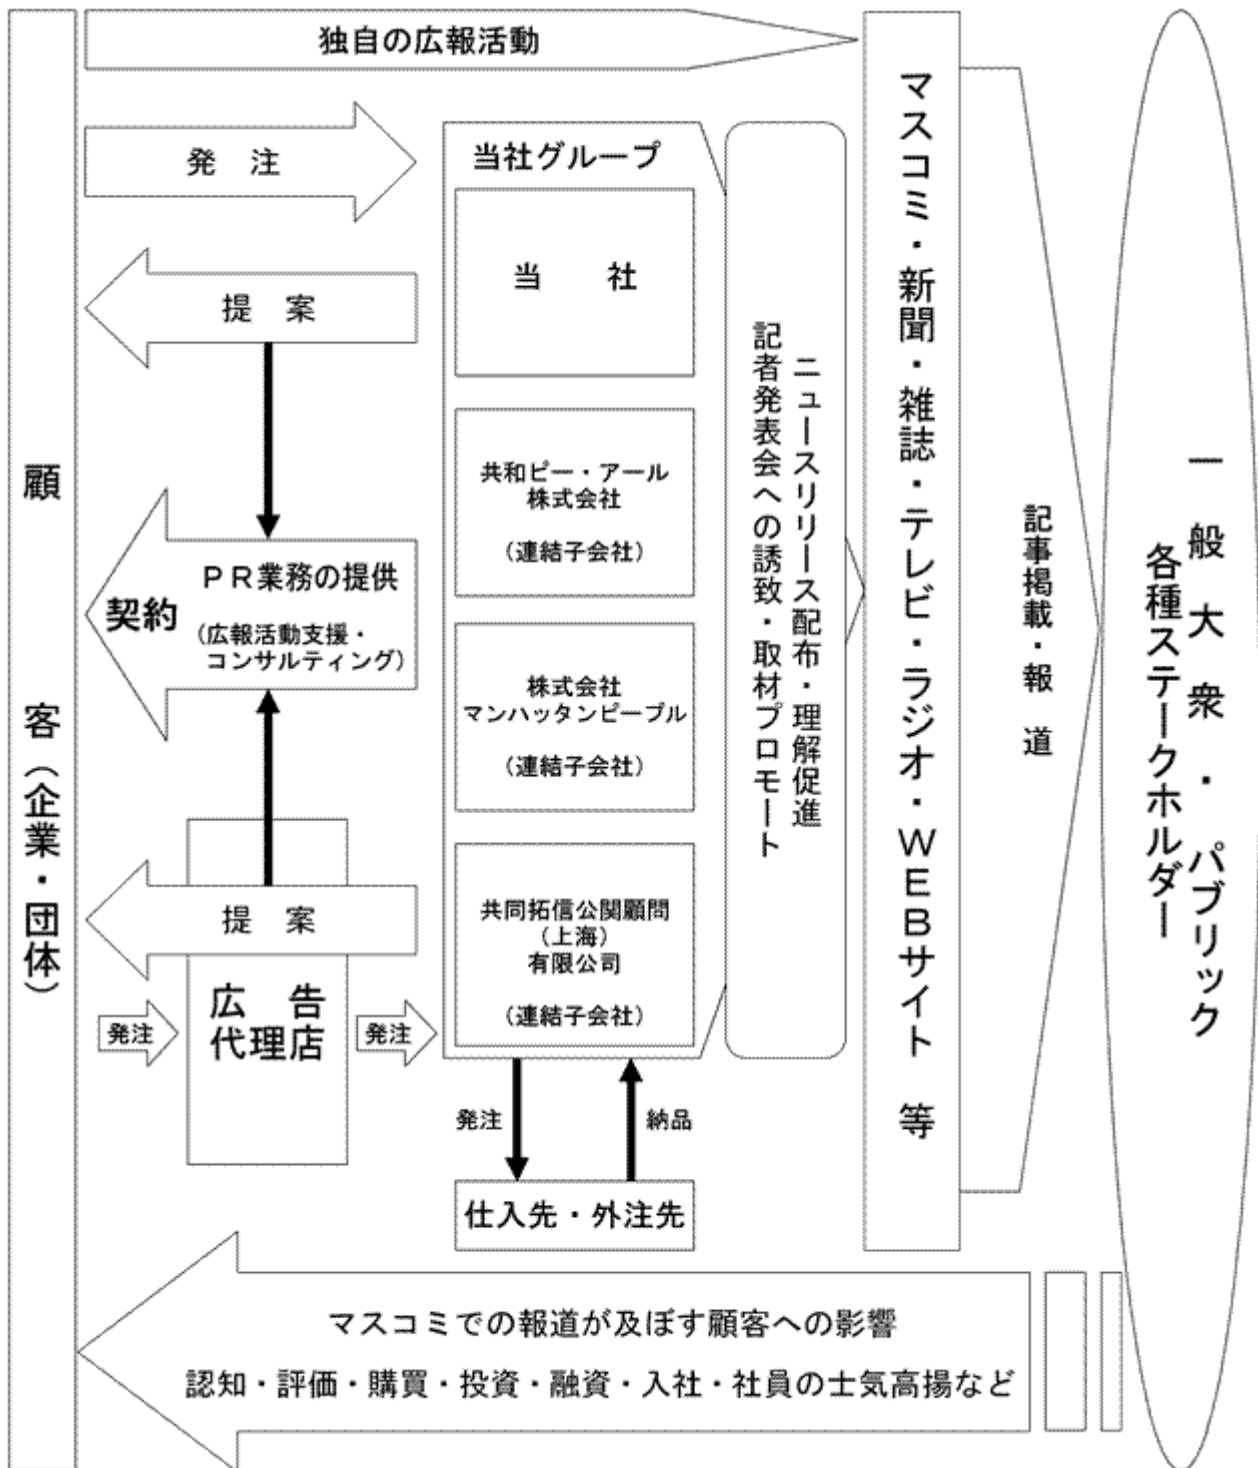 独自の広報活動
発 注
提 案
契約
PR業務の提供
(広報活動支援・
コンサルティング)
提 案
広 告
代理店
発注
発注
顧 客(企業・団体)
当社グループ
当 社
共和ピー・アール
株式会社
(連結子会社)
株式会社
マンハッタンピープル
(連結子会社)
共同拓信公関顧問
(上海)
有限公司
(連結子会社)
発注
納品
仕入先・外注先
ニュースリリース配布・理解促進
記者発表会への誘致・取材プロモート
マスコミ・新聞・雑誌・テレビ・ラジオ・WEBサイト 等
記事掲載・報 道
一 般 大 衆 ・ パブリック
各種ステークホルダー
マスコミでの報道が及ぼす顧客への影響
認知・評価・購買・投資・融資・入社・社員の士気高揚など